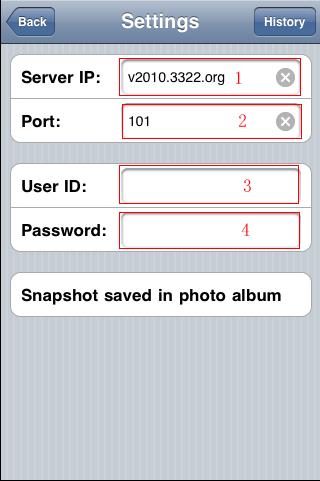 Back Settings History
Server IP: v2010.3322.org 1
Port: 101 2
User ID: 3
Password: 4
Snapshot saved in photo album